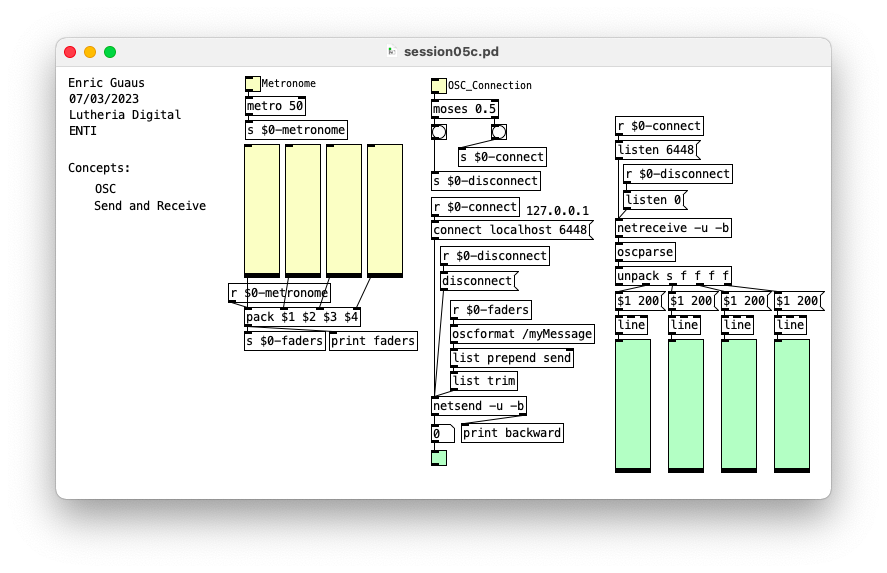 session05c.pd
Enric Guaus
07/03/2023
Lutheria Digital
ENTI
Concepts:
OSC
Send and Receive
Metronome
metro 50
s $0-metronome
r $0-metronome
pack $1 $2 $3 $4
s $0-faders
print faders
OSC_Connection
moses 0.5
s $0-connect
s $0-disconnect
r $0-connect
127.0.0.1
connect localhost 6448
r $0-disconnect
disconnect
r $0-faders
oscformat /myMessage
list prepend send
list trim
netsend -u -b
0
print backward
r $0-connect
listen 6448
r $0-disconnect
listen 0
netreceive -u -b
oscparse
unpack s f f f f
$1 200 $1 200 $1 200 $1 200
line line line line